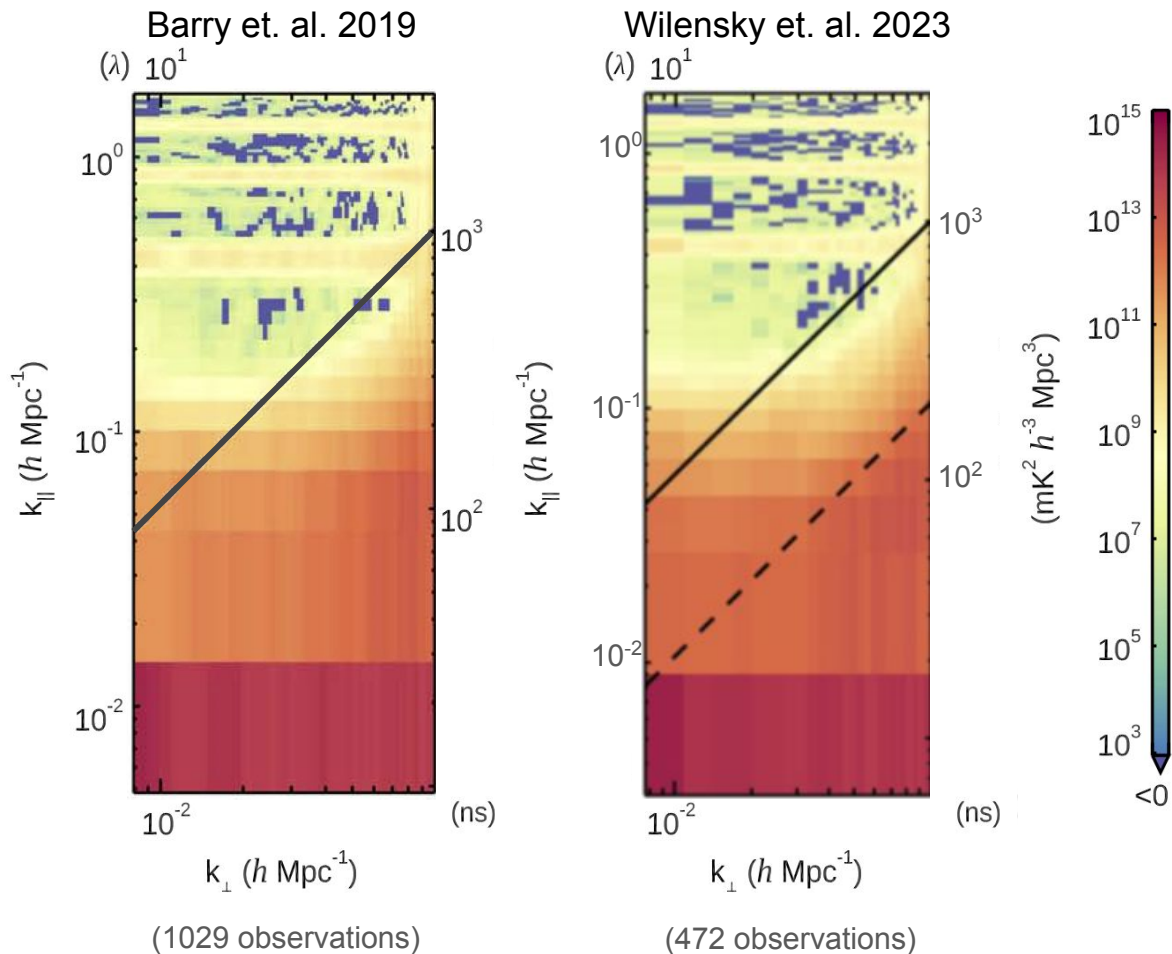 Barry et. al. 2019
Wilensky et. al. 2023
(λ) 10¹
(λ) 10¹
10⁰
10⁻¹
10⁻²
10³
10²
k|| (h Mpc⁻¹)
10⁻²
(ns)
k⊥ (h Mpc⁻¹)
(1029 observations)
10⁰
10⁻¹
10⁻²
10³
10²
k|| (h Mpc⁻¹)
10⁻²
(ns)
k⊥ (h Mpc⁻¹)
(472 observations)
(mK² h⁻³ Mpc³)
10¹⁵
10¹³
10¹¹
10⁹
10⁷
10⁵
10³
<0